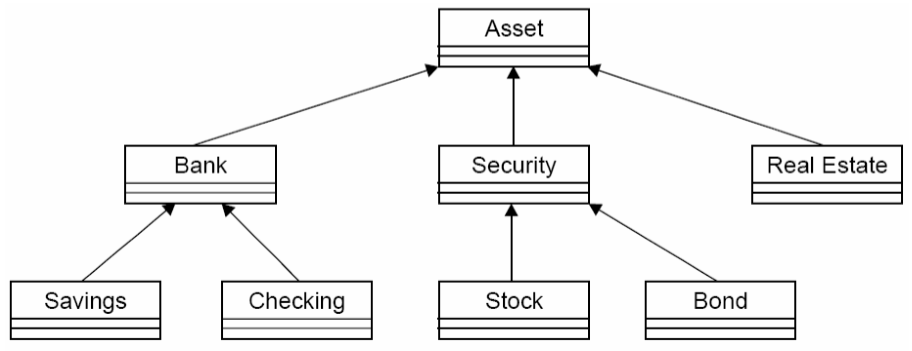 Asset
Bank
Security
Real Estate
Savings
Checking
Stock
Bond